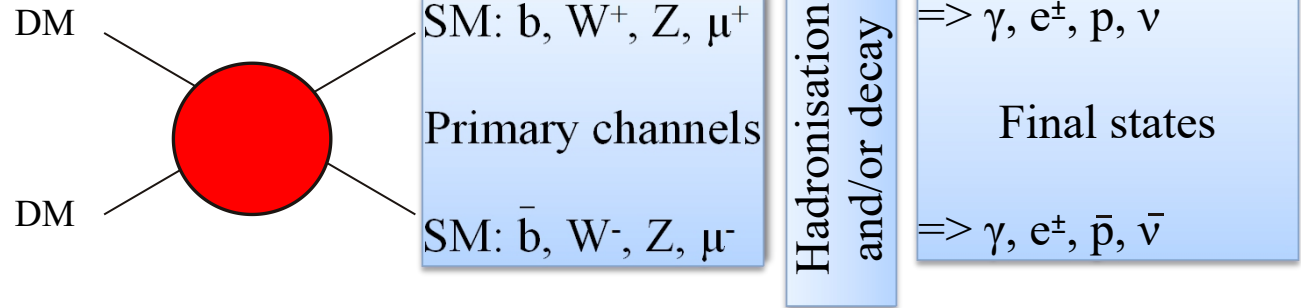 DM
SM: b, W⁺, Z, μ⁺
Hadronisation
and/or decay
=> γ, e±, p, ν
Primary channels
Final states
DM
SM: b̄, W⁻, Z, μ⁻
=> γ, e±, p̄, ν̄